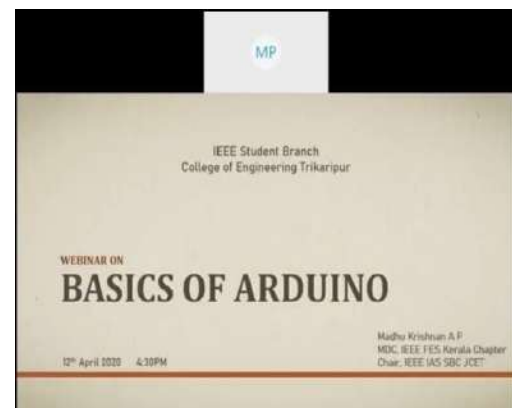 MP
IEEE Student Branch
College of Engineering Trikaripur
WEBINAR ON
BASICS OF ARDUINO
Madhu Krishnan A P
MDC, IEEE PES Kerala Chapter
Chair, IEEE IAS SBC JCET
12th April 2020 4:30PM